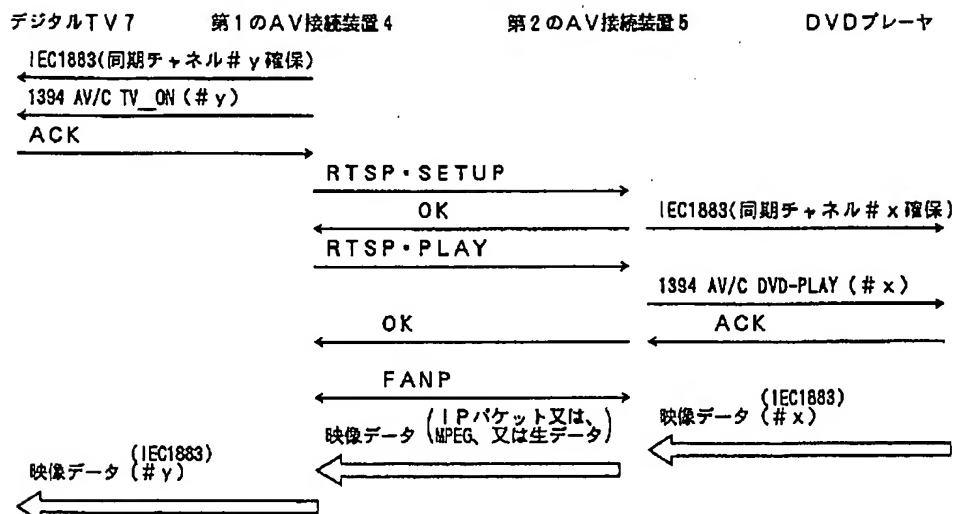 デジタルTV7 第1のAV接続装置4 第2のAV接続装置5 DVDプレーヤ
IEC1883(同期チャネル#y確保)
1394 AV/C TV_ON(#y)
ACK
RTSP・SETUP
OK IEC1883(同期チャネル#x確保)
RTSP・PLAY
1394 AV/C DVD-PLAY(#x)
OK ACK
FANP
映像データ(IPパケット又は、MPEG、又は生データ)
映像データ(IEC1883)(#x)
映像データ(IEC1883)(#y)